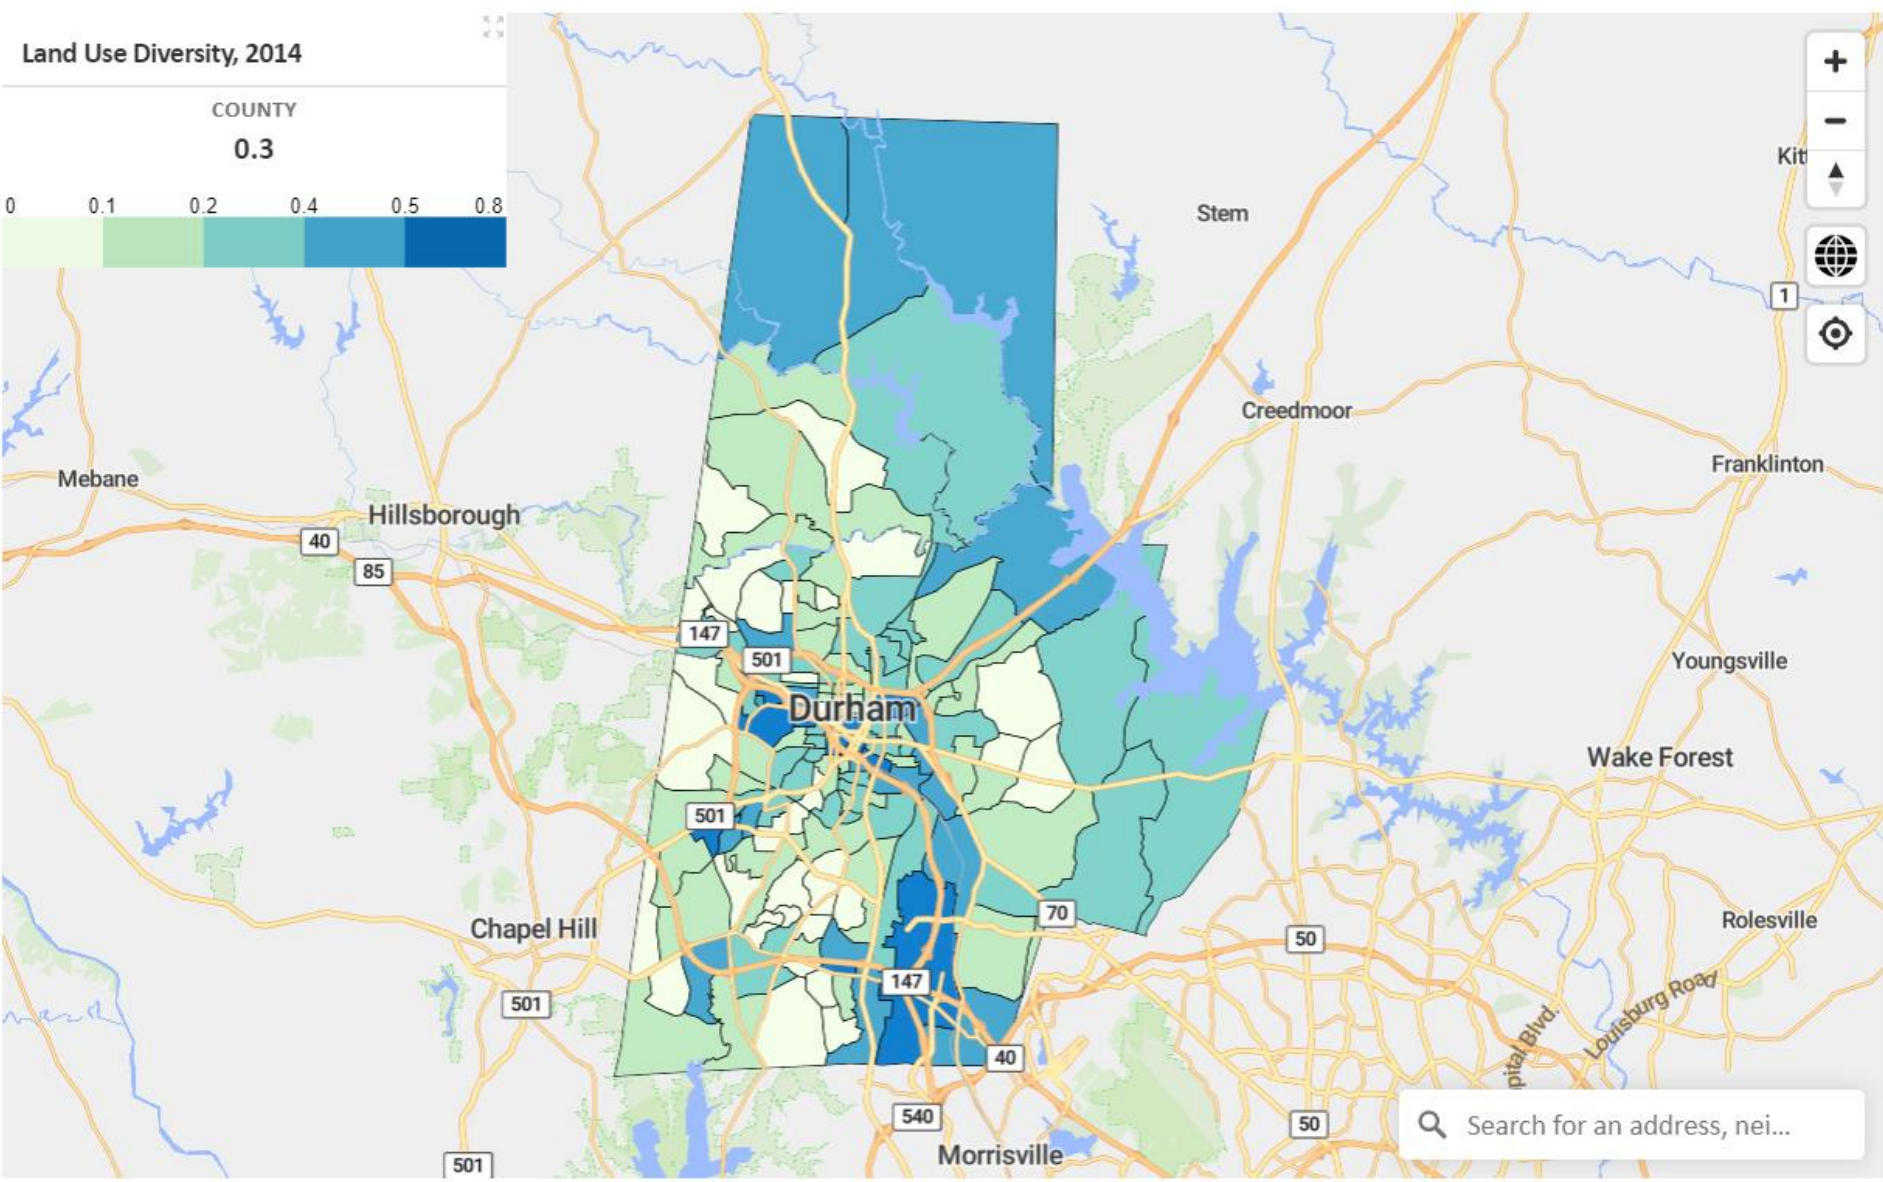 Land Use Diversity, 2014
COUNTY
0.3
0 0.1 0.2 0.4 0.5 0.8
+
−
Stem
1
Creedmoor
Mebane
Franklinton
Hillsborough
40
85
147
501
Youngsville
Durham
Wake Forest
501
70
Rolesville
Chapel Hill
50
147
501
Louisburg Road
pital Blvd.
40
540
50
Search for an address, nei...
Morrisville
501